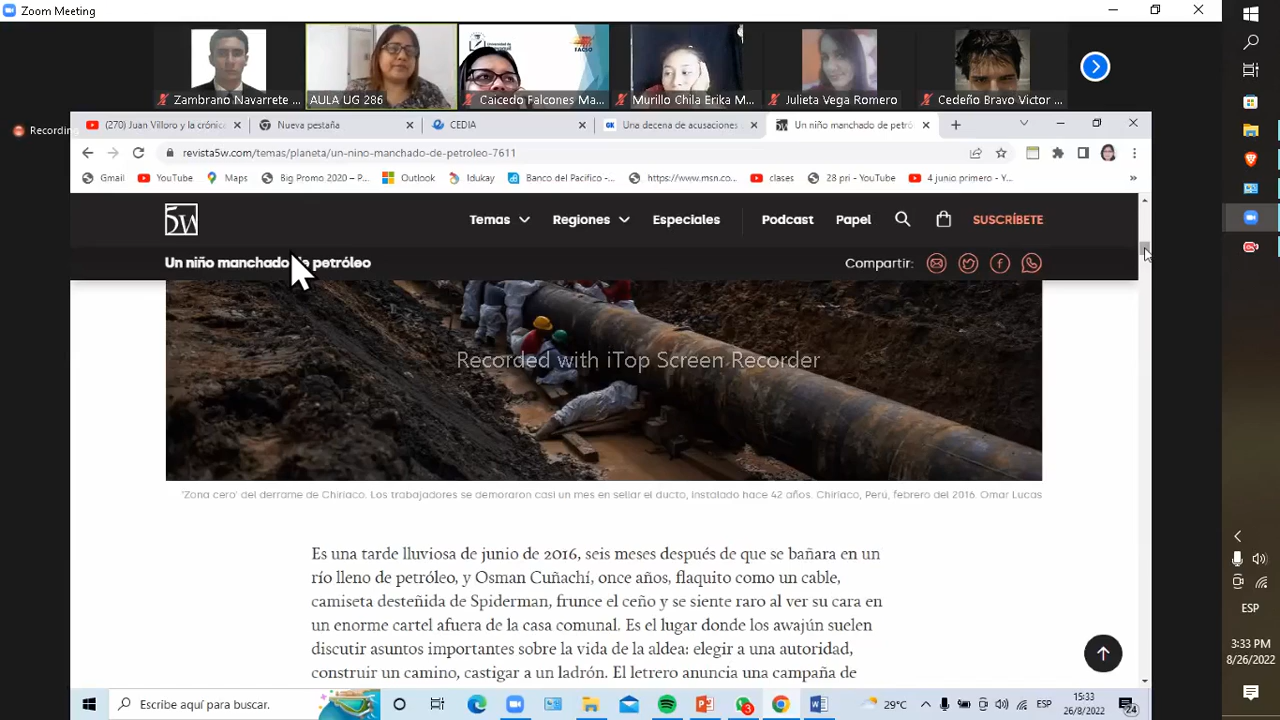 Zoom Meeting
Zambrano Navarrete ...
AULA UG 286
Caicedo Falcones Ma...
Murillo Chila Erika M...
Julieta Vega Romero
Cedeño Bravo Victor ...
Recording
(270) Juan Villoro y la crónica
Nueva pestaña
CEDIA
Una decena de acusaciones
Un niño manchado de petró
revista5w.com/temas/planeta/un-nino-manchado-de-petroleo-7611
Gmail
YouTube
Maps
Big Promo 2020 – P...
Outlook
Idukay
Banco del Pacífico -...
https://www.msn.co...
clases
28 pri - YouTube
4 junio primero - Y...
5W
Temas
Regiones
Especiales
Podcast
Papel
SUSCRÍBETE
Un niño manchado de petróleo
Compartir:
Recorded with iTop Screen Recorder
'Zona cero' del derrame de Chiriaco. Los trabajadores se demoraron casi un mes en sellar el ducto, instalado hace 42 años. Chiriaco, Perú, febrero del 2016. Omar Lucas
Es una tarde lluviosa de junio de 2016, seis meses después de que se bañara en un
río lleno de petróleo, y Osman Cuñachí, once años, flaquito como un cable,
camiseta desteñida de Spiderman, frunce el ceño y se siente raro al ver su cara en
un enorme cartel afuera de la casa comunal. Es el lugar donde los awajún suelen
discutir asuntos importantes sobre la vida de la aldea: elegir a una autoridad,
construir un camino, castigar a un ladrón. El letrero anuncia una campaña de
Escribe aquí para buscar.
3
29°C
ESP
15:33
26/8/2022
24
ESP
3:33 PM
8/26/2022